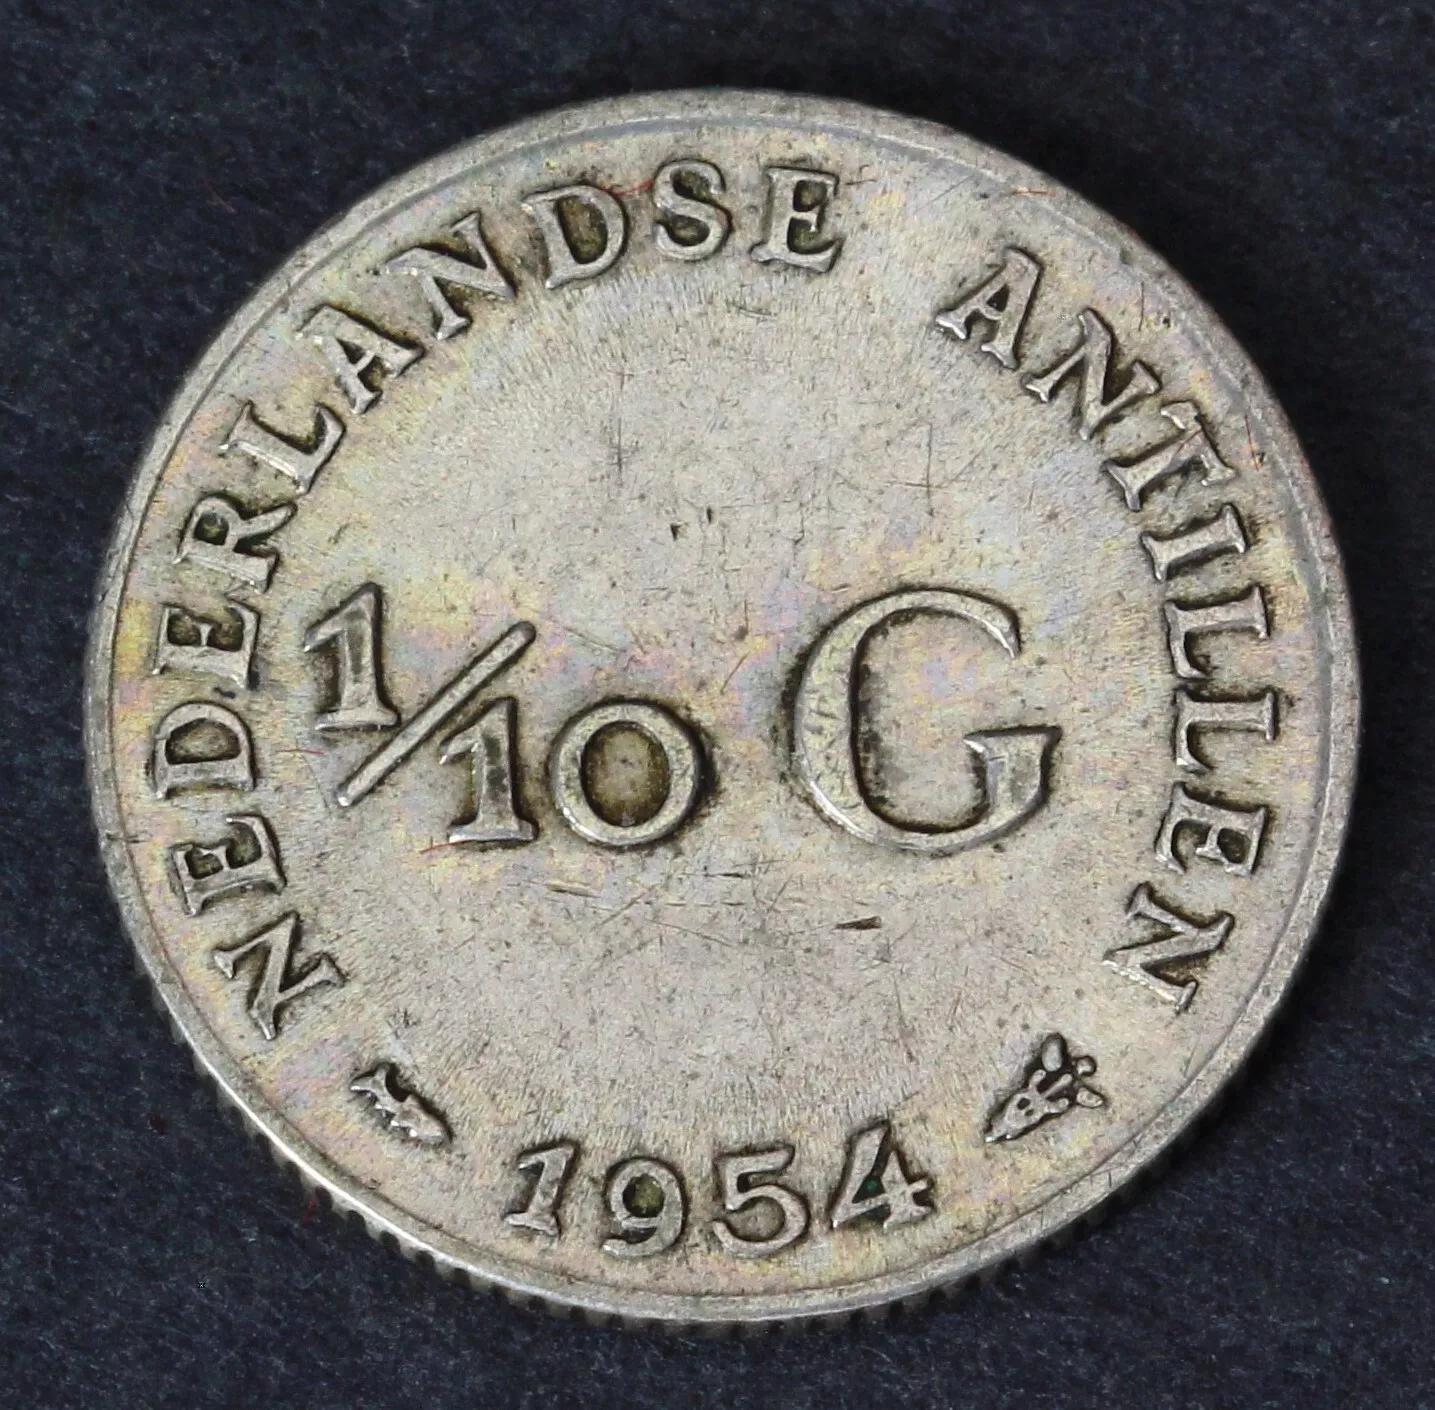 NEDERLANDSE ANTILLEN
1/10 G
1954